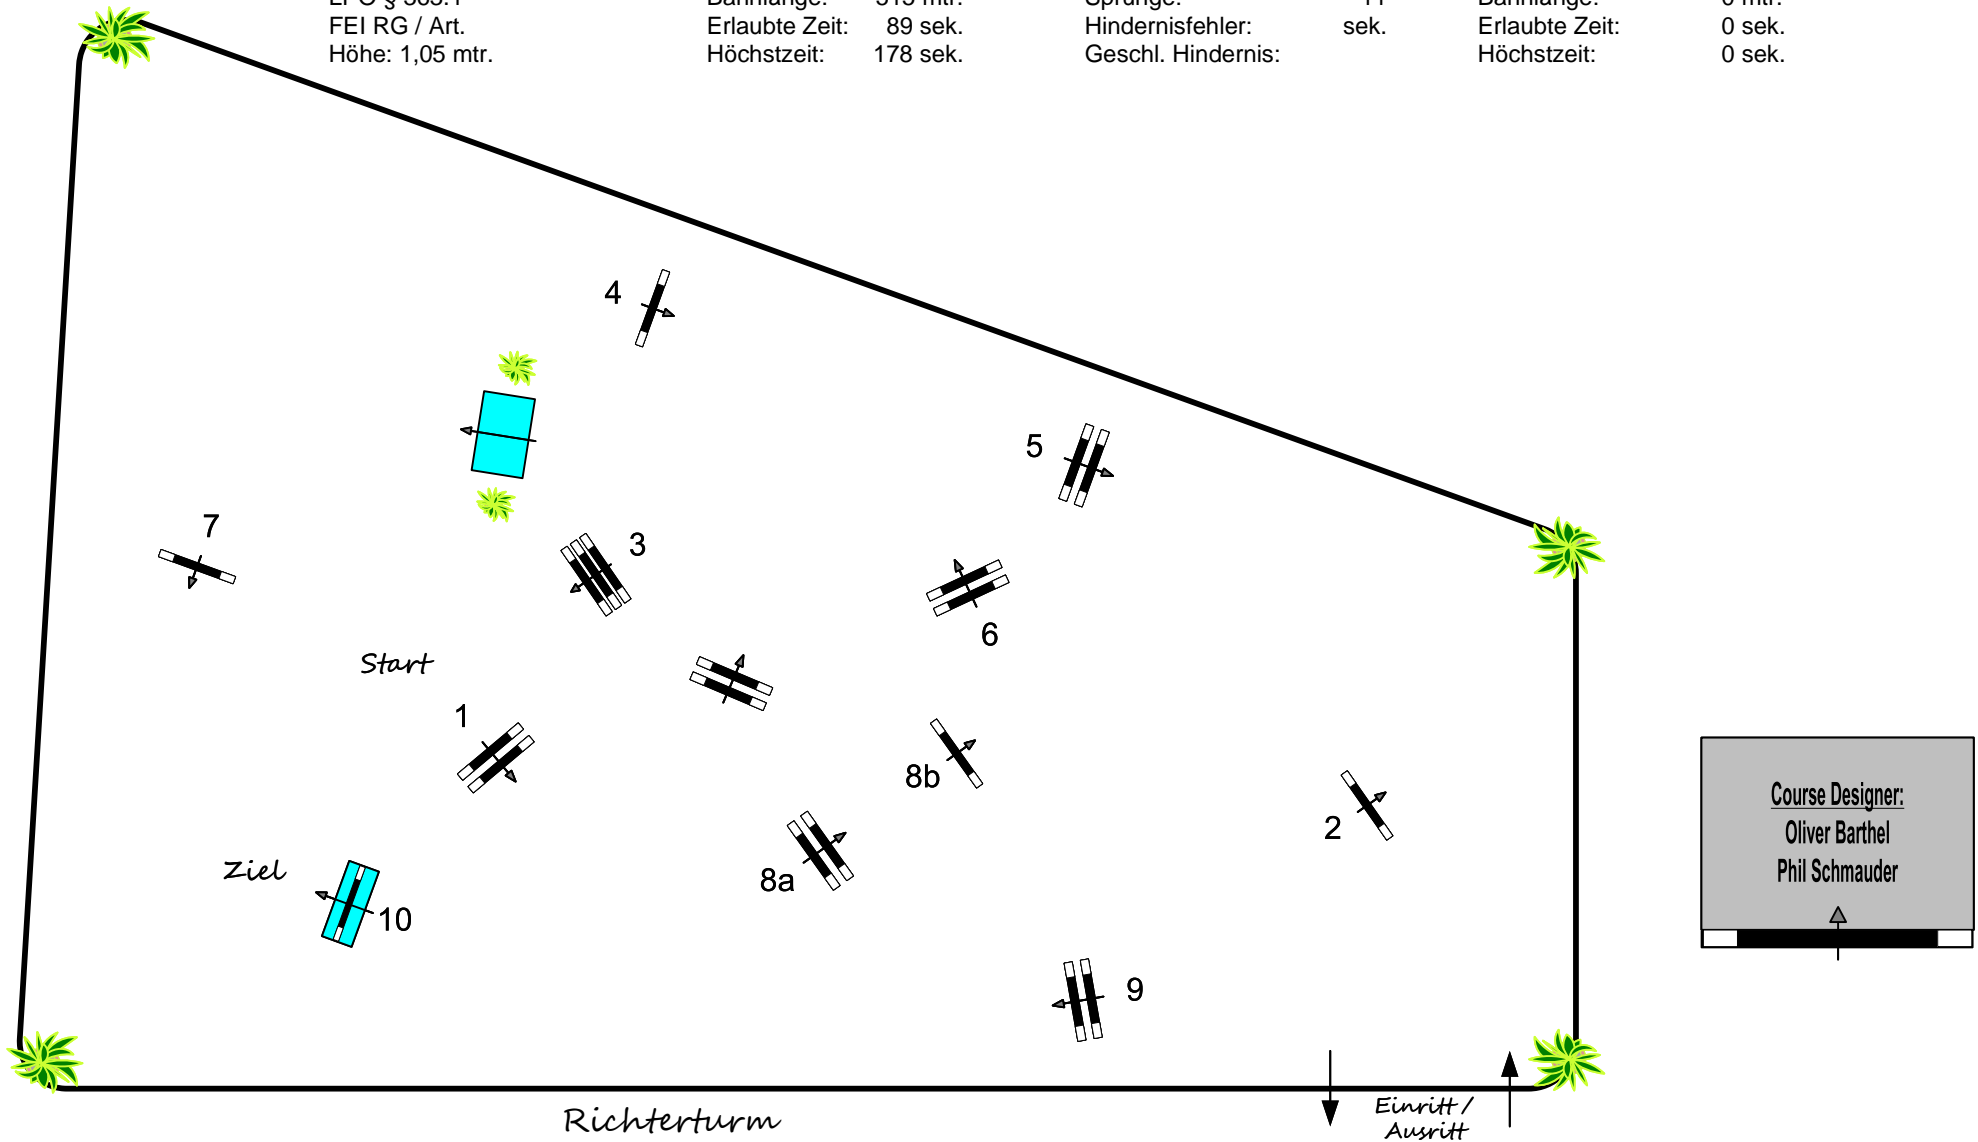 FEI RG / Art. Erlaubte Zeit: 89 sek. Hindernisfehler: sek. Erlaubte Zeit: 0 sek.
Höhe: 1,05 mtr. Höchstzeit: 178 sek. Geschl. Hindernis: Höchstzeit: 0 sek.
4
5
7
3
6
Start
1
8b
2
Ziel
8a
10
9
Course Designer:
Oliver Barthel
Phil Schmauder
Richterturm
Einritt /
Ausritt